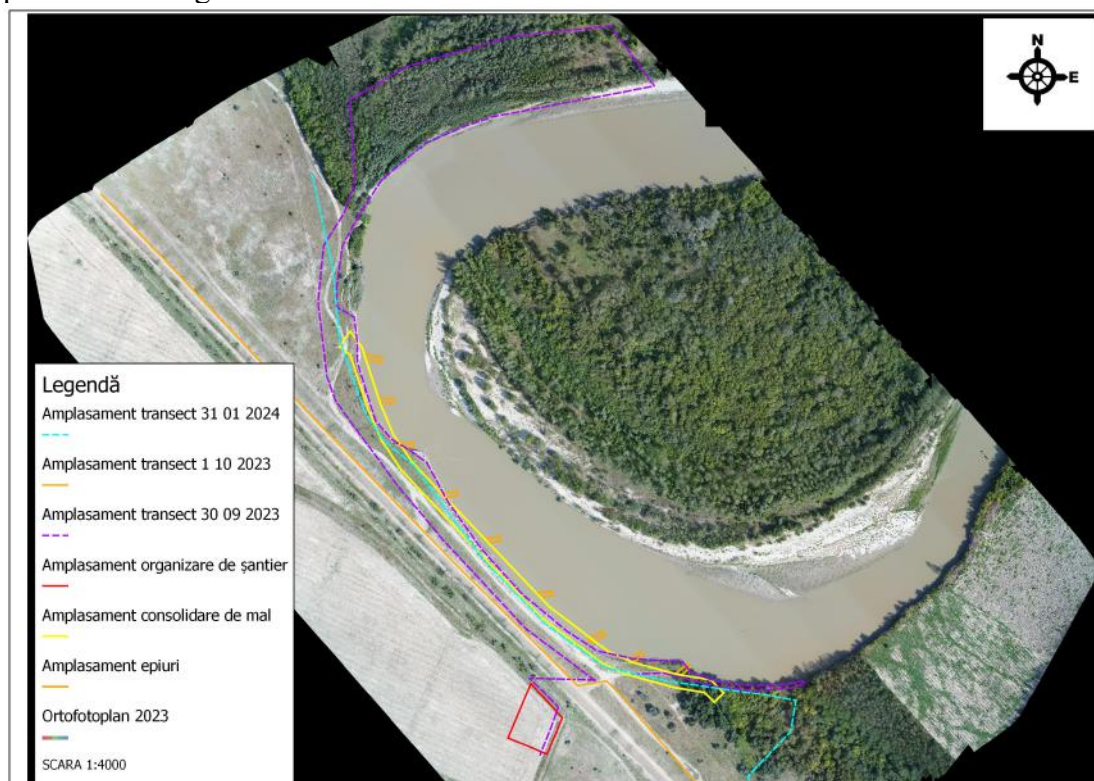 N
E
Legendă
Amplasament transect 31 01 2024
Amplasament transect 1 10 2023
Amplasament transect 30 09 2023
Amplasament organizare de șantier
Amplasament consolidare de mal
Amplasament epiuri
Ortofotoplan 2023
SCARA 1:4000